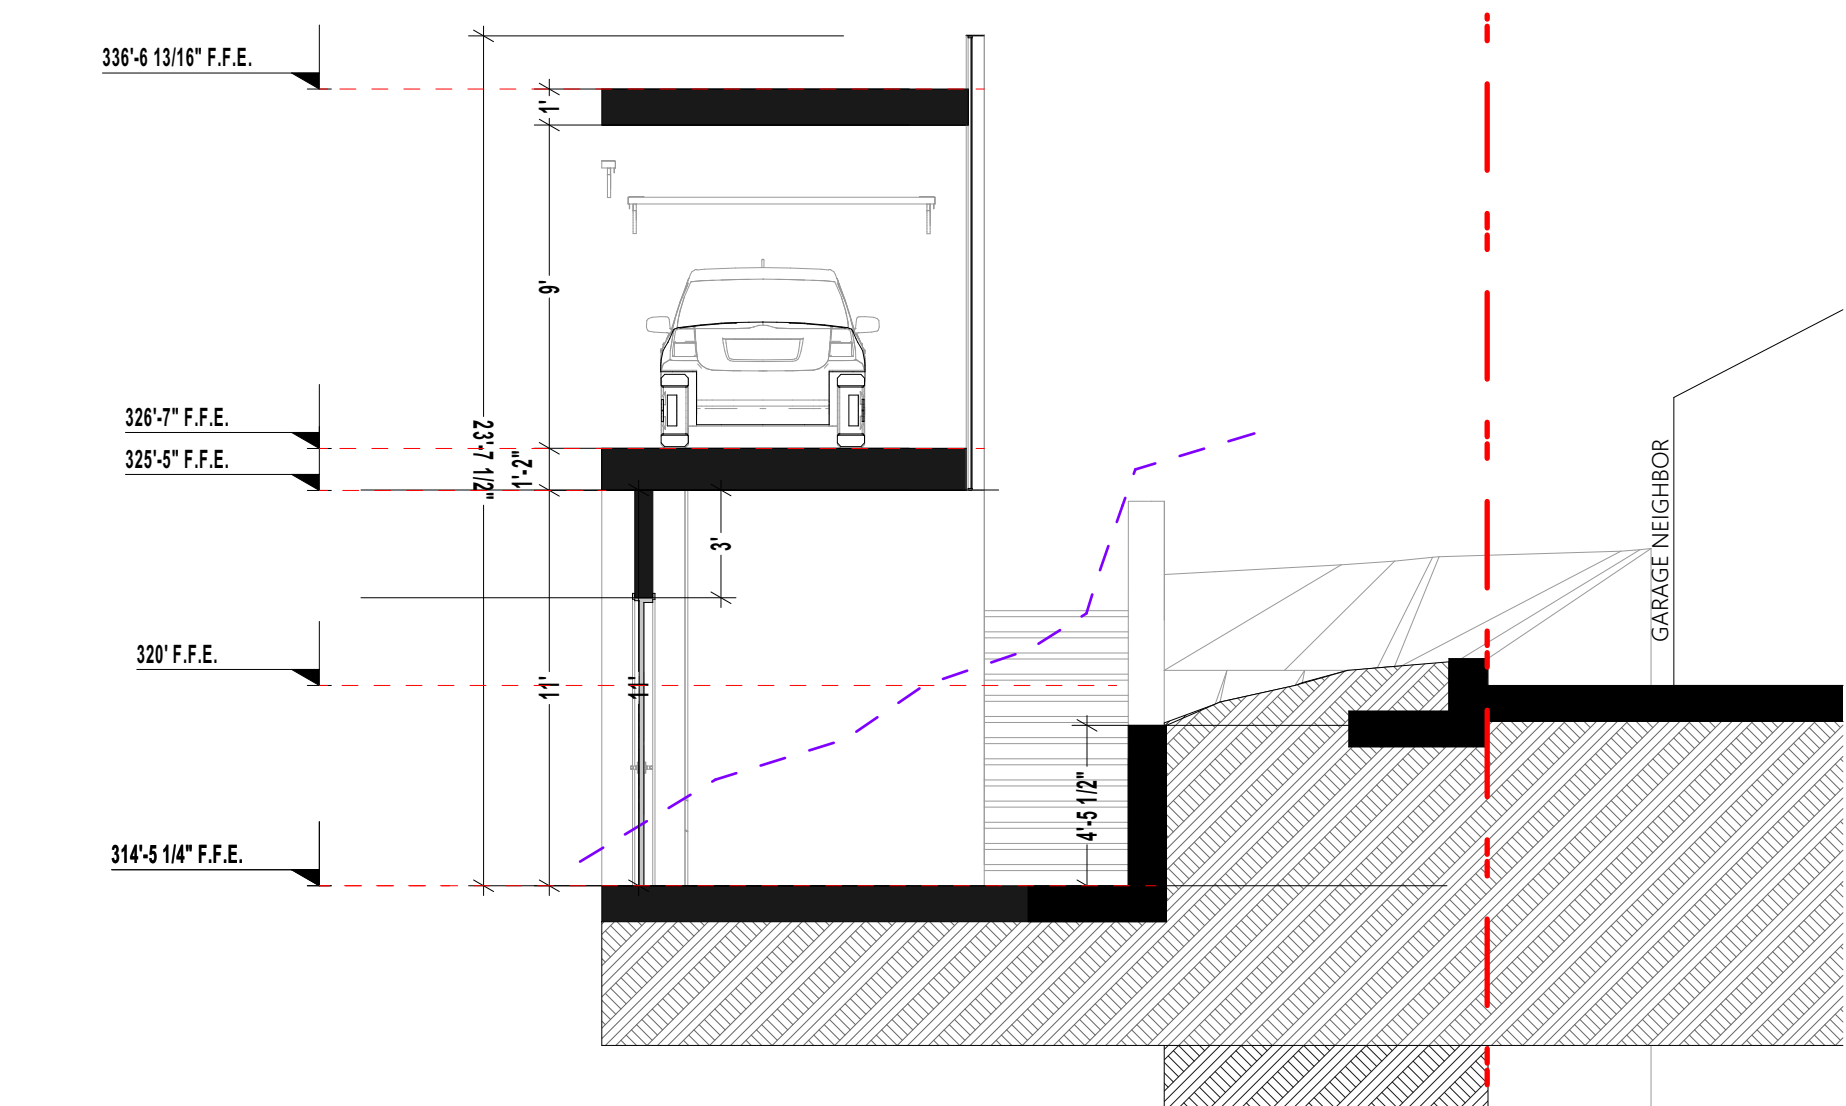 336'-6 13/16" F.F.E.
1'
9'
326'-7" F.F.E.
325'-5" F.F.E.
23'-7 1/2"
1'-2"
3'
GARAGE NEIGHBOR
320' F.F.E.
11'
11'
4'-5 1/2"
314'-5 1/4" F.F.E.